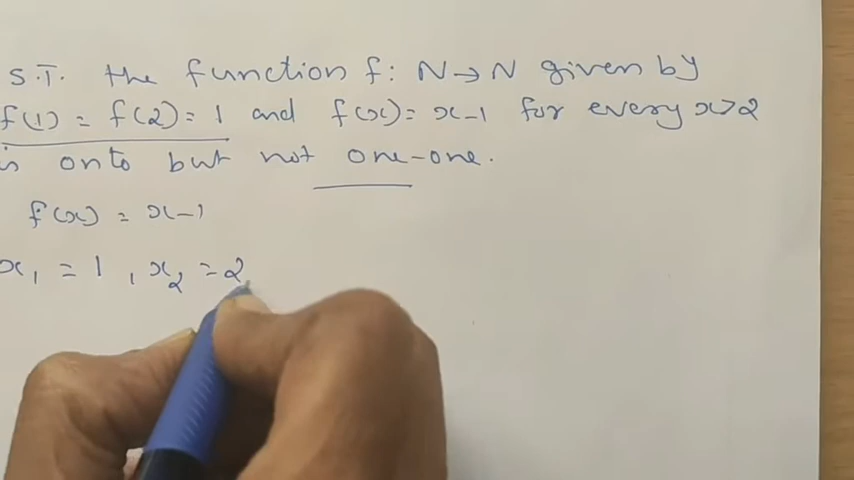 S.T. the function f: N→N given by
f(1) = f(2) = 1 and f(x) = x-1 for every x>2
is onto but not one-one.
f(x) = x-1
x₁ = 1, x₂ = 2